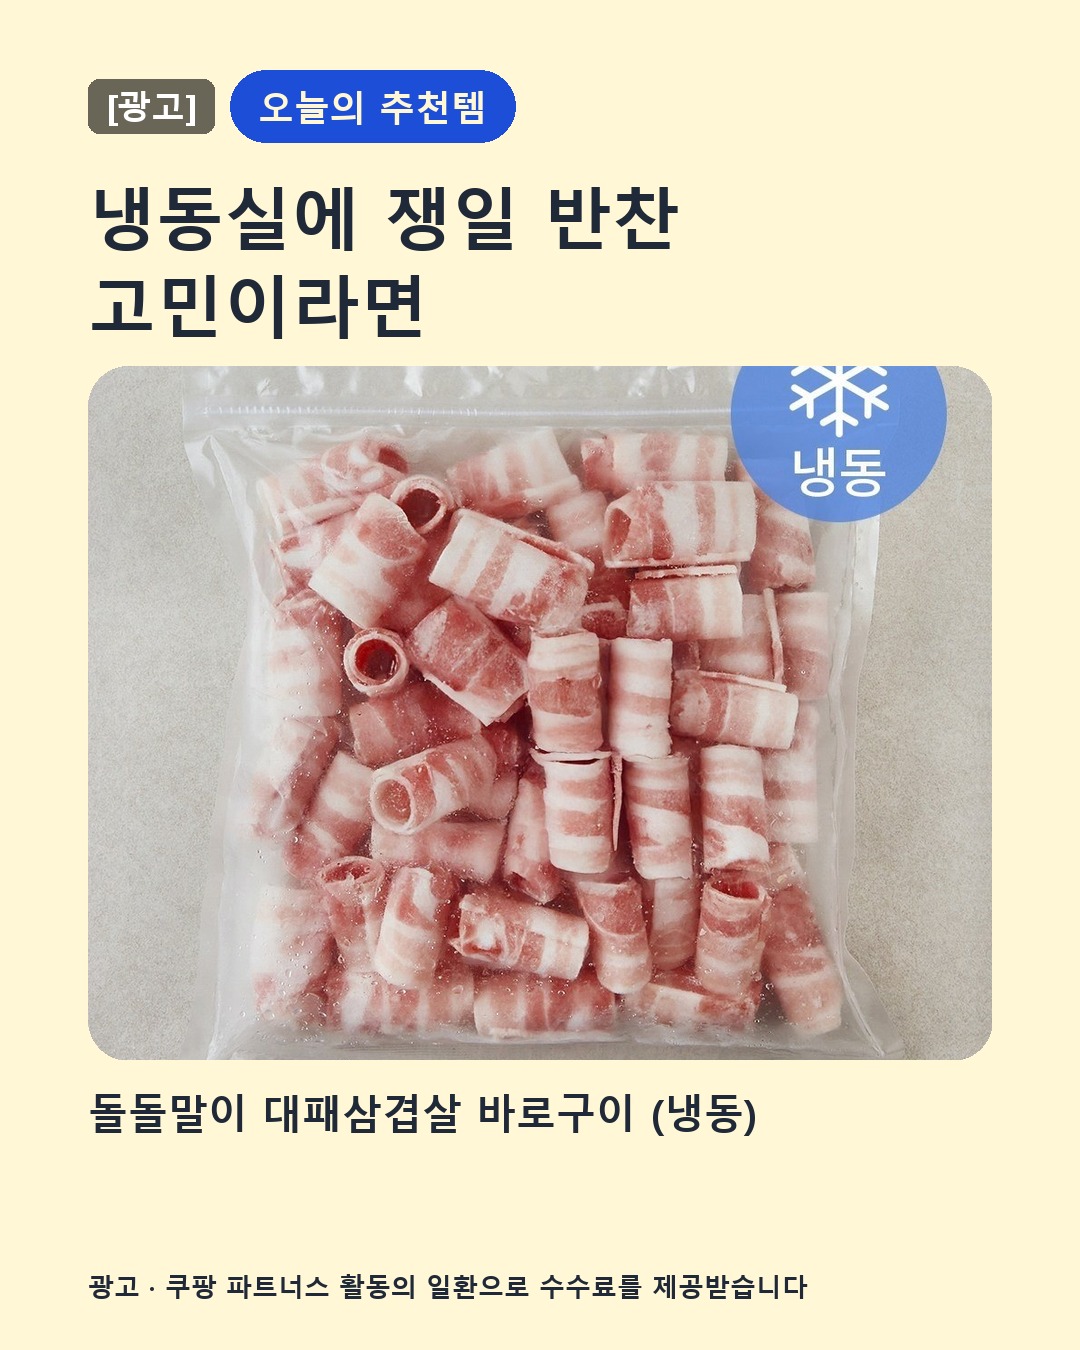 [광고] 오늘의 추천템
냉동실에 쟁일 반찬
고민이라면
냉동
돌돌말이 대패삼겹살 바로구이 (냉동)
광고 · 쿠팡 파트너스 활동의 일환으로 수수료를 제공받습니다